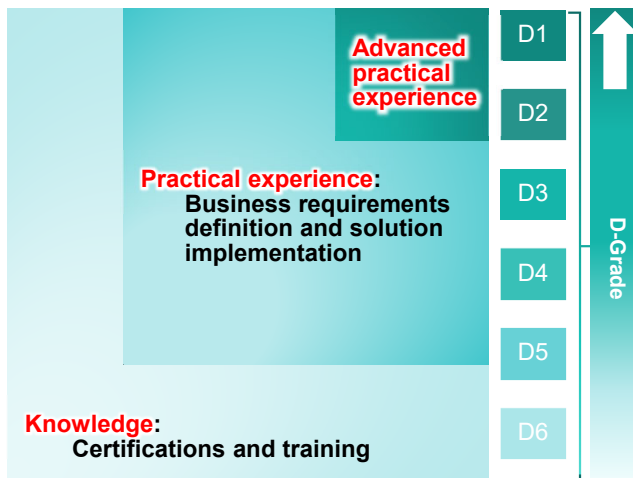 Advanced
practical
experience
Practical experience:
Business requirements
definition and solution
implementation
Knowledge:
Certifications and training
D1
D2
D3
D4
D5
D6
D-Grade